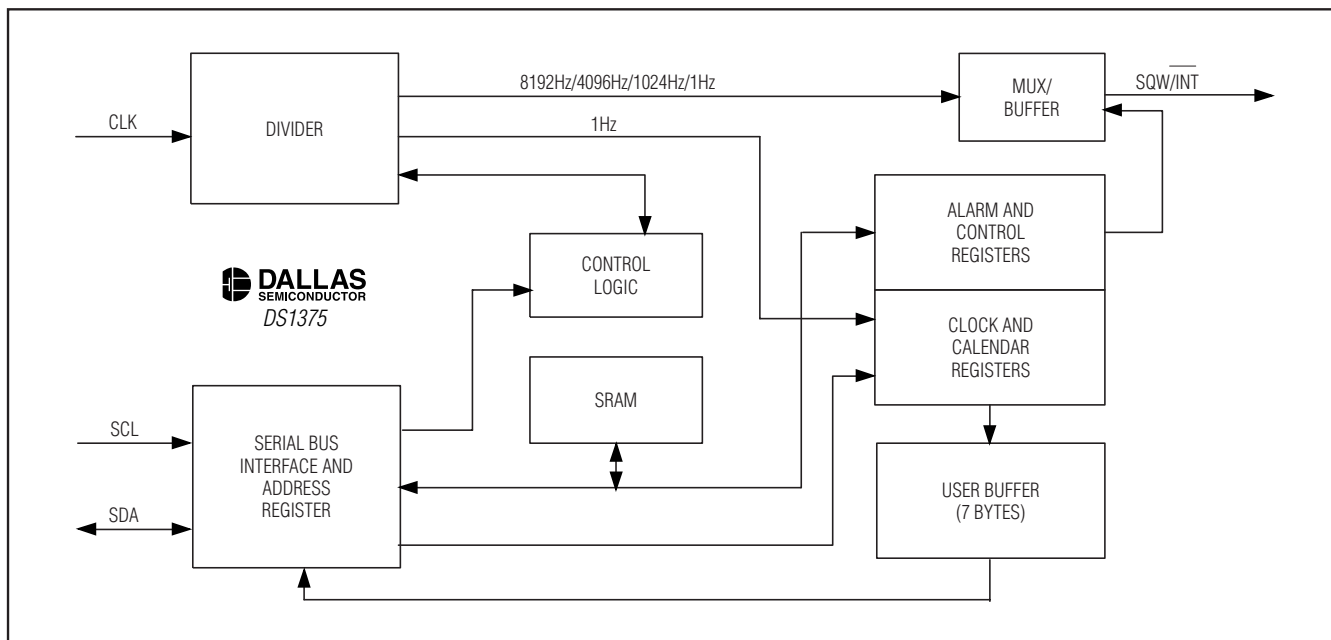 8192Hz/4096Hz/1024Hz/1Hz
MUX/
BUFFER
SQW/INT
CLK
DIVIDER
1Hz
ALARM AND
CONTROL
REGISTERS
CONTROL
LOGIC
DALLAS
SEMICONDUCTOR
DS1375
CLOCK AND
CALENDAR
REGISTERS
SRAM
SCL
SERIAL BUS
INTERFACE AND
ADDRESS
REGISTER
SDA
USER BUFFER
(7 BYTES)